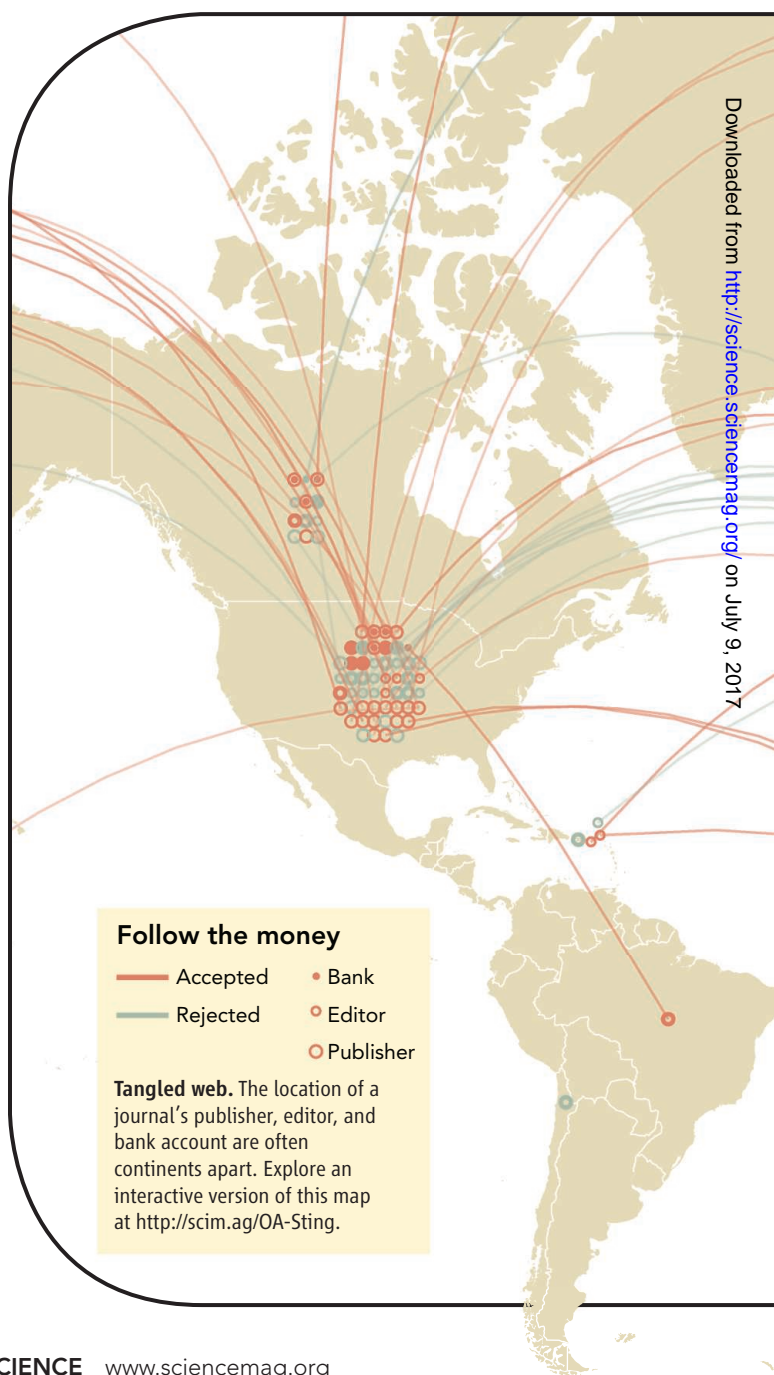 Downloaded from http://science.sciencemag.org/ on July 9, 2017
Follow the money
Accepted
Bank
Rejected
Editor
Publisher
Tangled web. The location of a
journal's publisher, editor, and
bank account are often
continents apart. Explore an
interactive version of this map
at http://scim.ag/OA-Sting.
CIENCE www.sciencemag.org